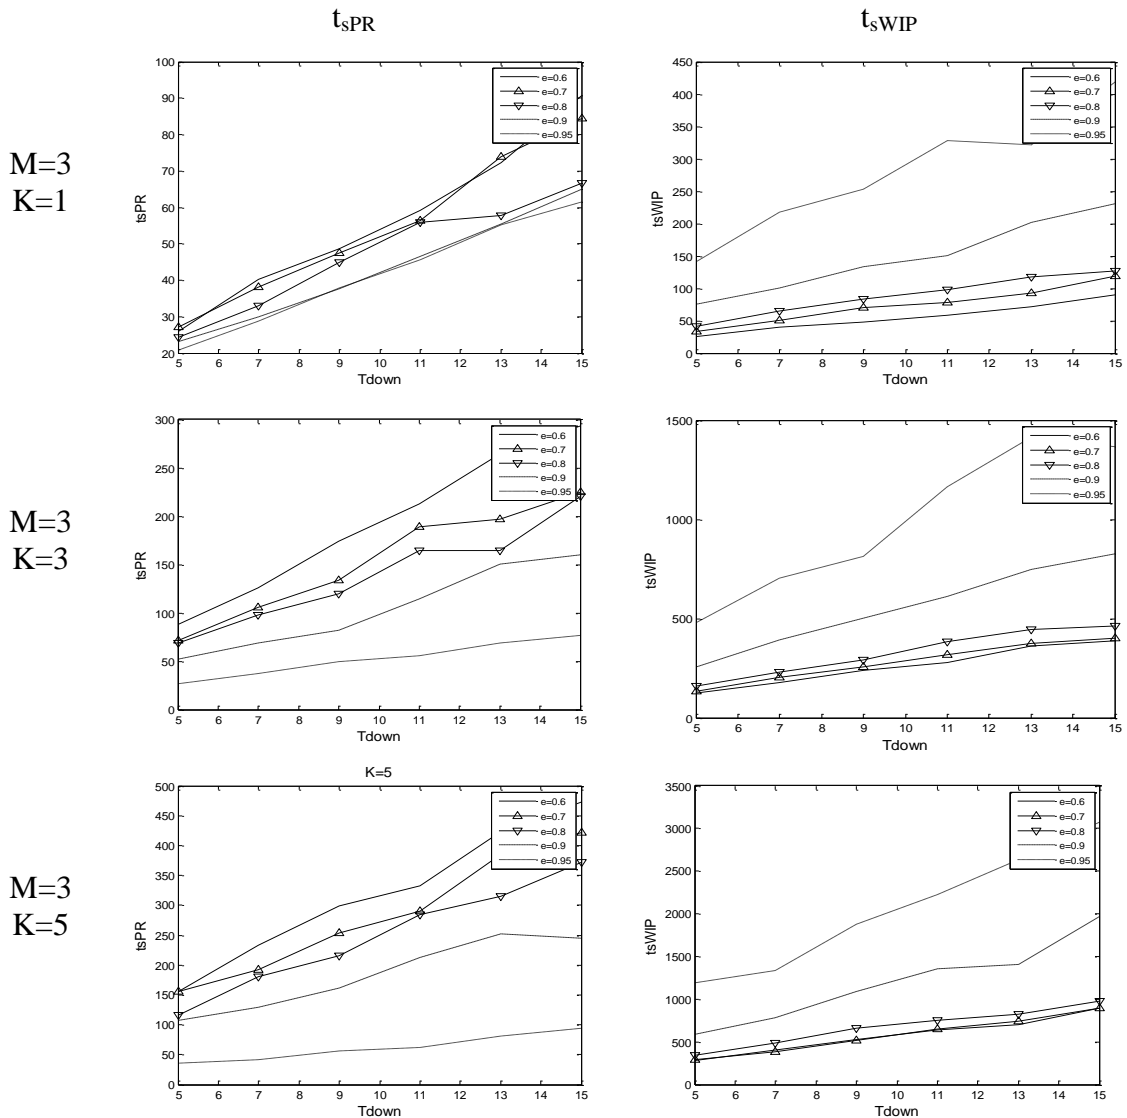 tsPR
tsWIP
M=3
K=1
tsPR
100
90
80
70
60
50
40
30
20
5 6 7 8 9 10 11 12 13 14 15
Tdown
e=0.6
e=0.7
e=0.8
e=0.9
e=0.95
tsWIP
450
400
350
300
250
200
150
100
50
0
5 6 7 8 9 10 11 12 13 14 15
Tdown
e=0.6
e=0.7
e=0.8
e=0.9
e=0.95
M=3
K=3
tsPR
300
250
200
150
100
50
0
5 6 7 8 9 10 11 12 13 14 15
Tdown
e=0.6
e=0.7
e=0.8
e=0.9
e=0.95
tsWIP
1500
1000
500
0
5 6 7 8 9 10 11 12 13 14 15
Tdown
e=0.6
e=0.7
e=0.8
e=0.9
e=0.95
M=3
K=5
K=5
tsPR
500
450
400
350
300
250
200
150
100
50
0
5 6 7 8 9 10 11 12 13 14 15
Tdown
e=0.6
e=0.7
e=0.8
e=0.9
e=0.95
tsWIP
3500
3000
2500
2000
1500
1000
500
0
5 6 7 8 9 10 11 12 13 14 15
Tdown
e=0.6
e=0.7
e=0.8
e=0.9
e=0.95